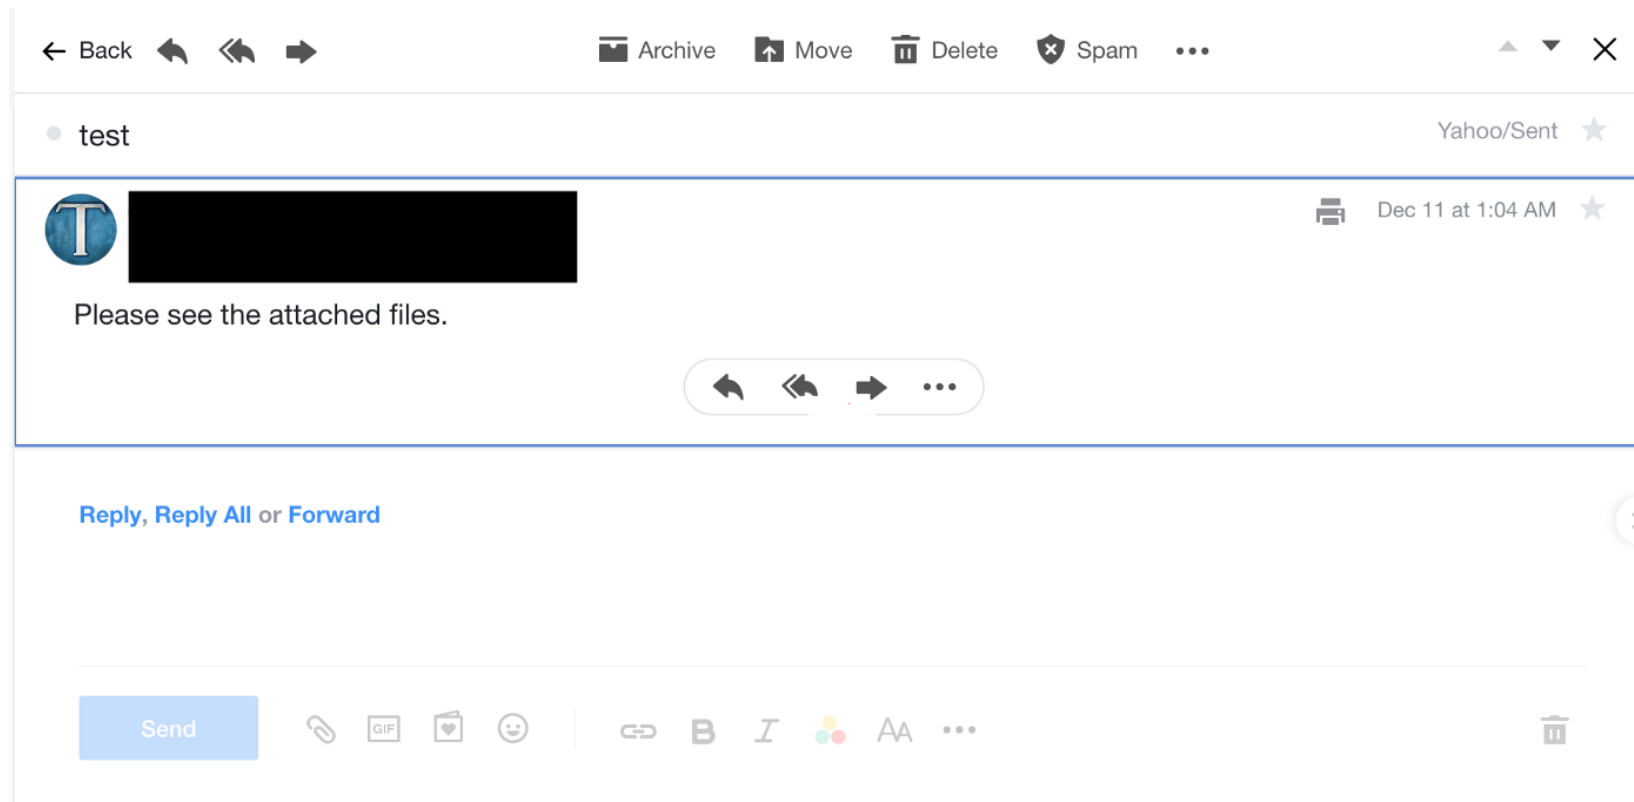 Back Archive Move Delete Spam
test Yahoo/Sent
T Dec 11 at 1:04 AM
Please see the attached files.
Reply, Reply All or Forward
Send GIF B I AA